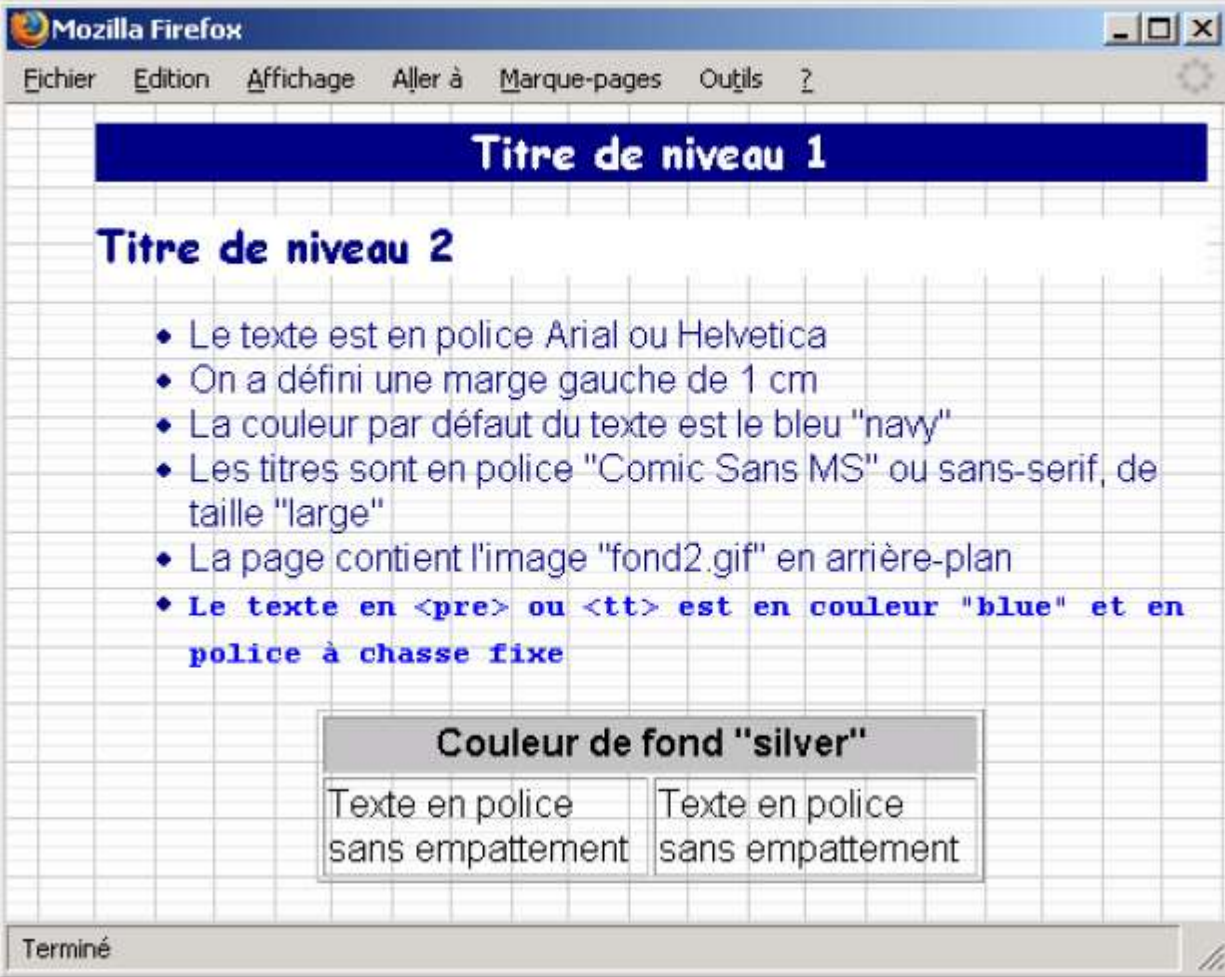 Mozilla Firefox
Fichier Edition Affichage Aller à Marque-pages Outils ?
Titre de niveau 1
Titre de niveau 2
Le texte est en police Arial ou Helvetica
On a défini une marge gauche de 1 cm
La couleur par défaut du texte est le bleu "navy"
Les titres sont en police "Comic Sans MS" ou sans-serif, de
taille "large"
La page contient l'image "fond2.gif" en arrière-plan
Le texte en <pre> ou <tt> est en couleur "blue" et en
police à chasse fixe
Couleur de fond "silver"
Texte en police
sans empattement
Texte en police
sans empattement
Terminé